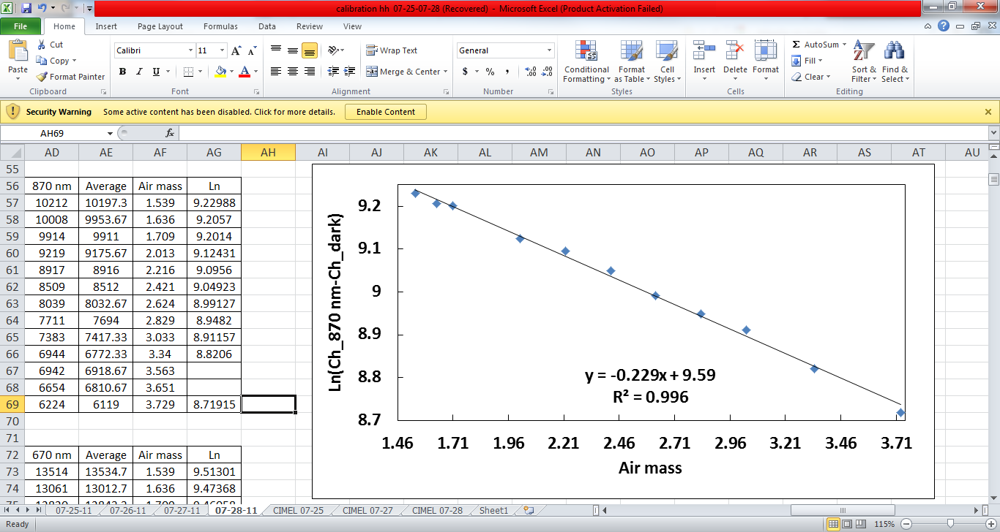 calibration hh 07-25-07-28 (Recovered) - Microsoft Excel (Product Activation Failed)
File Home Insert Page Layout Formulas Data Review View
Paste
Cut
Copy
Format Painter
Clipboard
Calibri 11
B I U
Font
Wrap Text
Merge & Center
Alignment
General
$ % ,
Number
Conditional Formatting
Format as Table
Cell Styles
Styles
Insert Delete Format
Cells
AutoSum
Fill
Clear
Sort & Filter
Find & Select
Editing
Security Warning Some active content has been disabled. Click for more details. Enable Content
AH69 fx
AD AE AF AG AH AI AJ AK AL AM AN AO AP AQ AR AS AT AU
55
56 870 nm Average Air mass Ln
57 10212 10197.3 1.539 9.22988
58 10008 9953.67 1.636 9.2057
59 9914 9911 1.709 9.2014
60 9219 9175.67 2.013 9.12431
61 8917 8916 2.216 9.0956
62 8509 8512 2.421 9.04923
63 8039 8032.67 2.624 8.99127
64 7711 7694 2.829 8.9482
65 7383 7417.33 3.033 8.91157
66 6944 6772.33 3.34 8.8206
67 6942 6918.67 3.563
68 6654 6810.67 3.651
69 6224 6119 3.729 8.71915
70
71
72 670 nm Average Air mass Ln
73 13514 13534.7 1.539 9.51301
74 13061 13012.7 1.636 9.47368
Ln(Ch_870 nm-Ch_dark)
9.2
9.1
9
8.9
8.8
8.7
y = -0.229x + 9.59
R² = 0.996
1.46 1.71 1.96 2.21 2.46 2.71 2.96 3.21 3.46 3.71
Air mass
07-25-11 07-26-11 07-27-11 07-28-11 CIMEL 07-25 CIMEL 07-27 CIMEL 07-28 Sheet1
Ready 115%